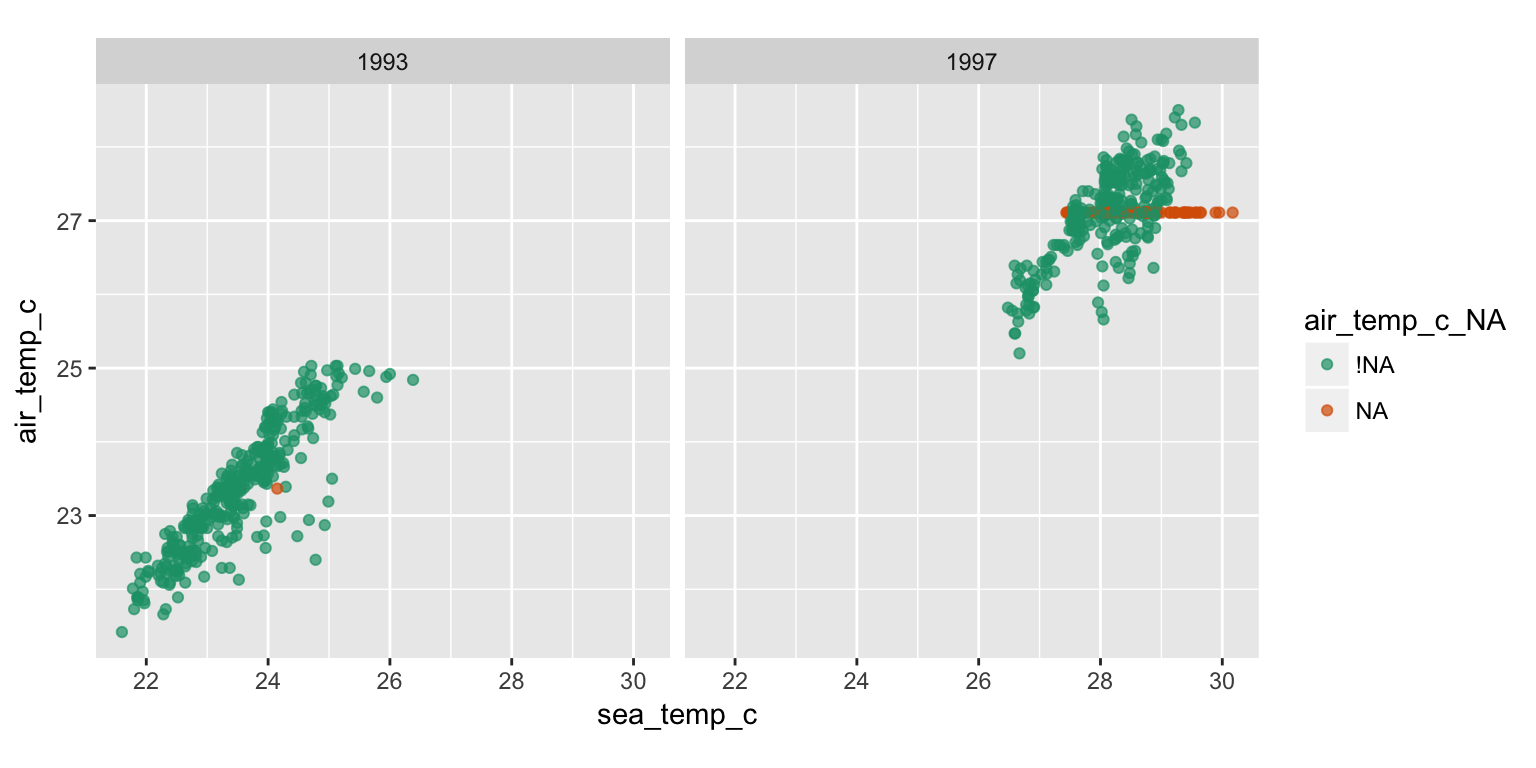 1993 1997
air_temp_c
27
25
23
22 24 26 28 30 22 24 26 28 30
sea_temp_c
air_temp_c_NA
!NA
NA